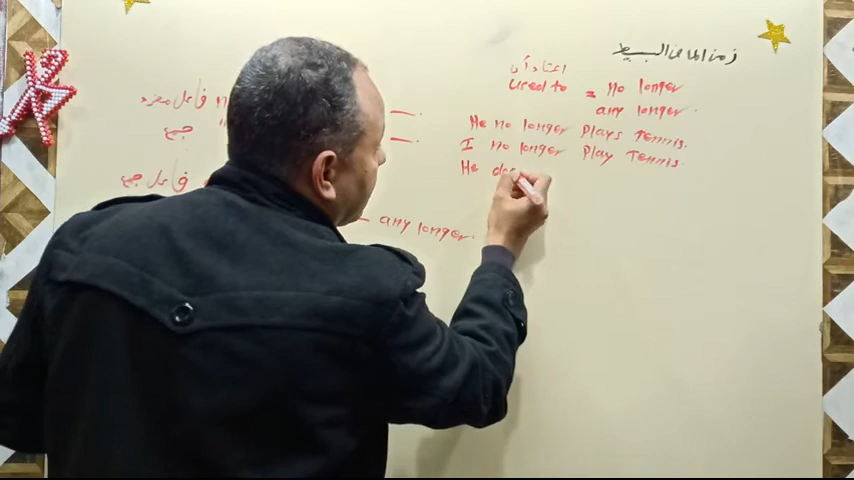 زمن الماضى البسيط
اعتاد أن
used to = no longer
any longer.
He no longer plays tennis.
I no longer play Tennis.
He do
فاعل مفرد
جمع
فاعل جمع
any longer.